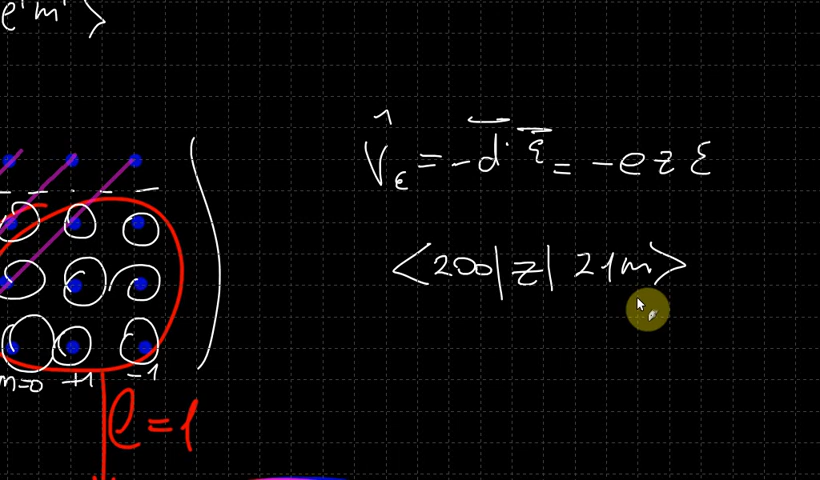 e'm' >
V̂_ε = -d⃗·ε⃗ = -ezε
<200|z|21m>
m=0 +1 -1
l=1